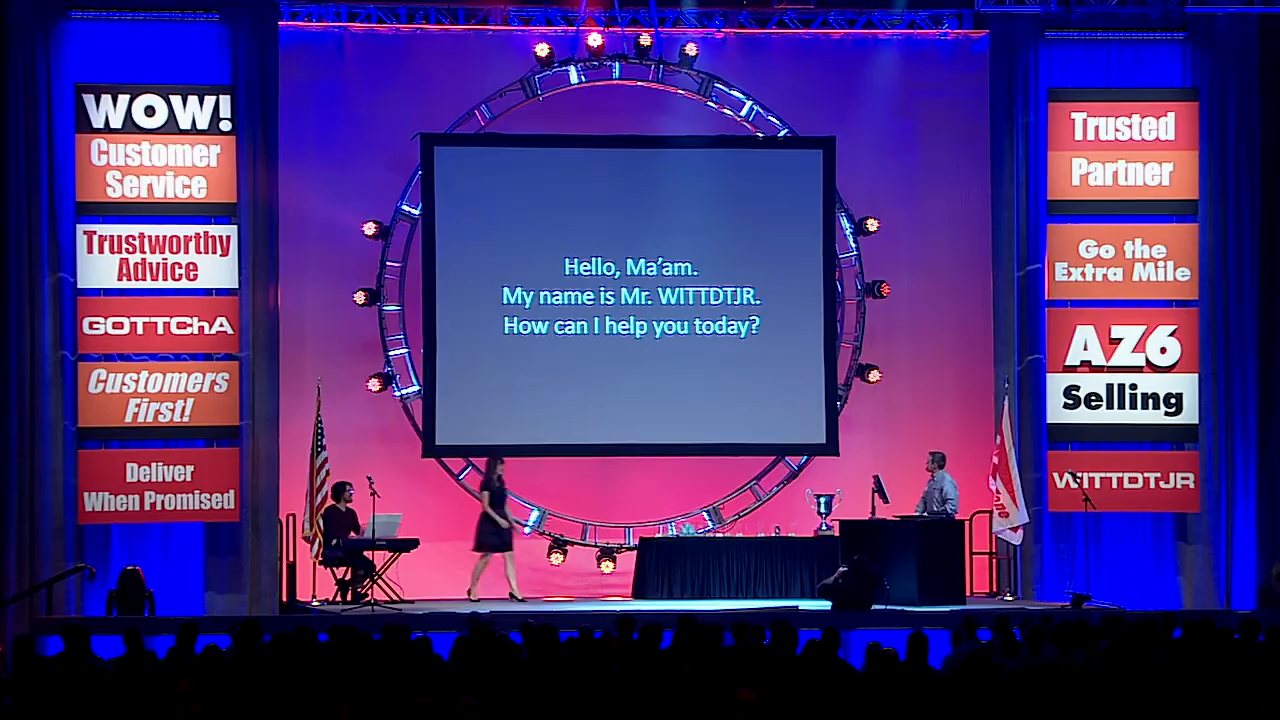 WOW!
Customer
Service
Trustworthy
Advice
GOTTChA
Customers
First!
Deliver
When Promised
Hello, Ma’am.
My name is Mr. WITTDTJR.
How can I help you today?
Trusted
Partner
Go the
Extra Mile
AZ6
Selling
WITTDTJR